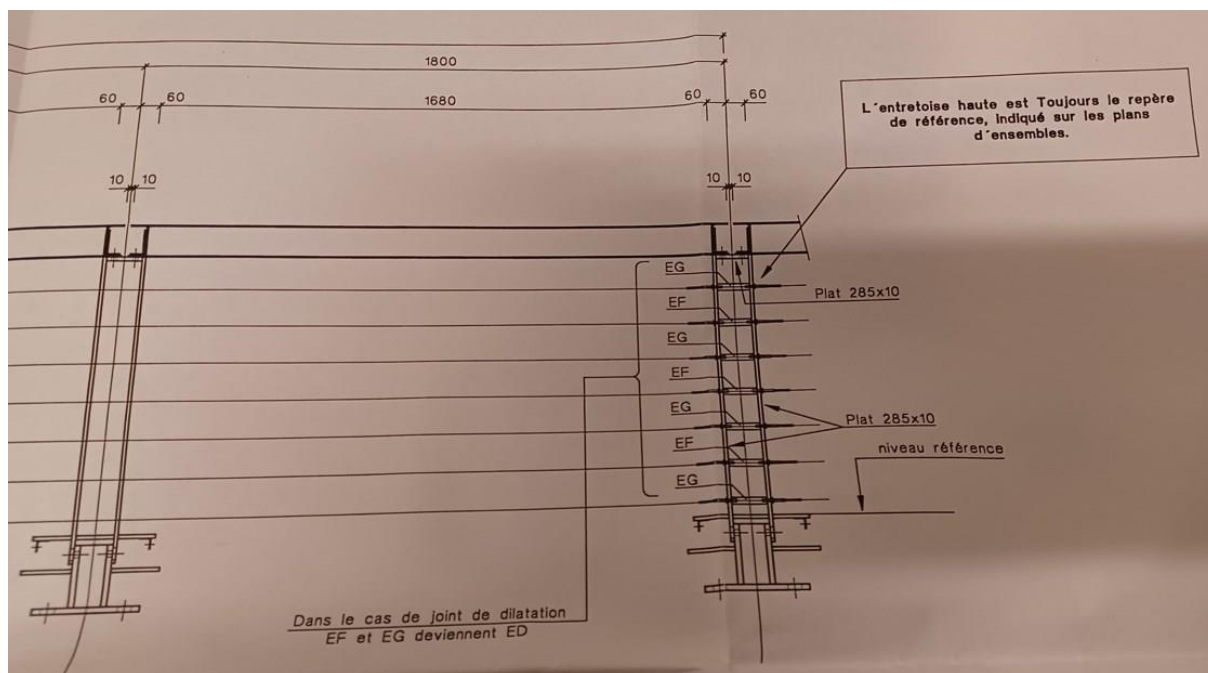 1800
60
60
1680
60
60
L'entretoise haute est Toujours le repère
de référence, indiqué sur les plans
d'ensembles.
10
10
10
10
EG
Plat 285x10
EF
EG
EF
EG
Plat 285x10
EF
niveau référence
EG
Dans le cas de joint de dilatation
EF et EG deviennent ED